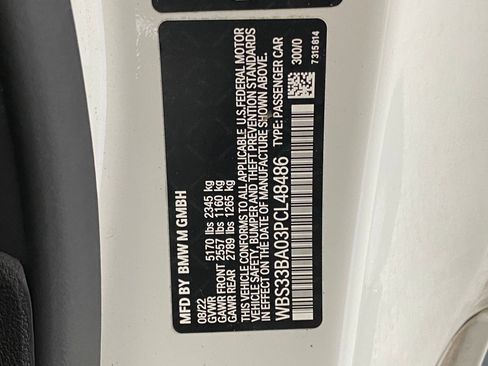 MFD BY BMW M GMBH
08/22
GVWR 5170 lbs 2345 kg
GAWR FRONT 2557 lbs 1160 kg
GAWR REAR 2789 lbs 1265 kg
THIS VEHICLE CONFORMS TO ALL APPLICABLE U.S.FEDERAL MOTOR
VEHICLE SAFETY, BUMPER AND THEFT PREVENTION STANDARDS
IN EFFECT ON THE DATE OF MANUFACTURE SHOWN ABOVE.
WBS33BA03PCL48486 TYPE: PASSENGER CAR
300/0
7315814